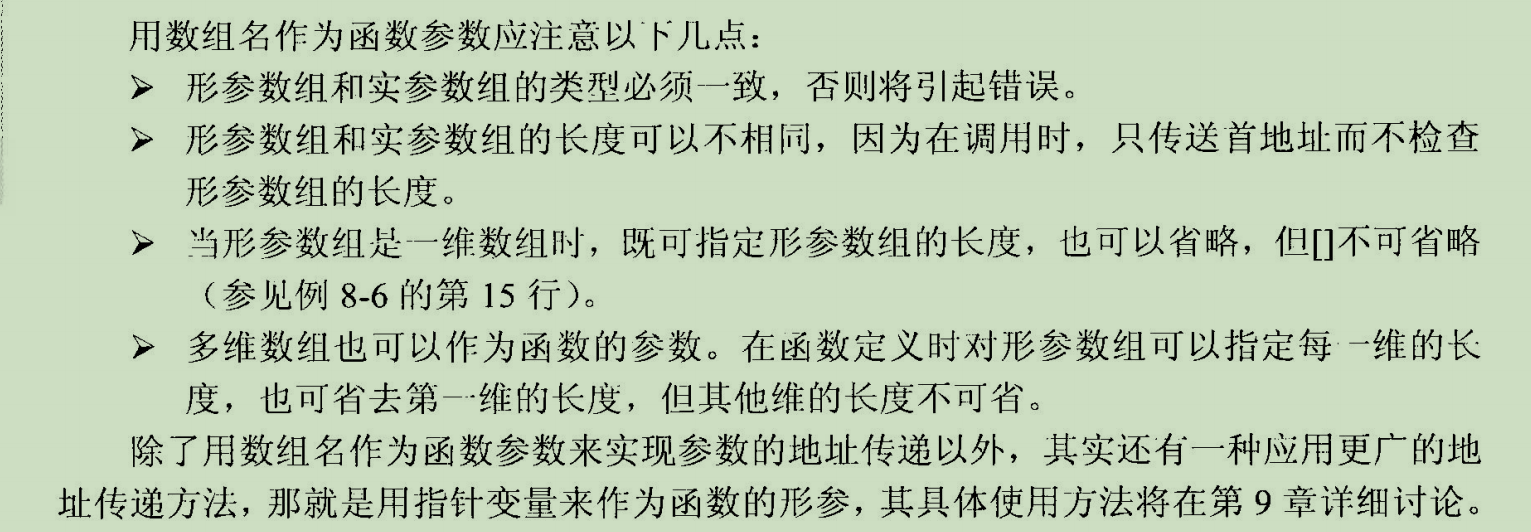 用数组名作为函数参数应注意以下几点：
➢ 形参数组和实参数组的类型必须一致，否则将引起错误。
➢ 形参数组和实参数组的长度可以不相同，因为在调用时，只传送首地址而不检查
形参数组的长度。
➢ 当形参数组是一维数组时，既可指定形参数组的长度，也可以省略，但[]不可省略
（参见例 8-6 的第 15 行）。
➢ 多维数组也可以作为函数的参数。在函数定义时对形参数组可以指定每一维的长
度，也可省去第一维的长度，但其他维的长度不可省。
除了用数组名作为函数参数来实现参数的地址传递以外，其实还有一种应用更广的地
址传递方法，那就是用指针变量来作为函数的形参，其具体使用方法将在第 9 章详细讨论。